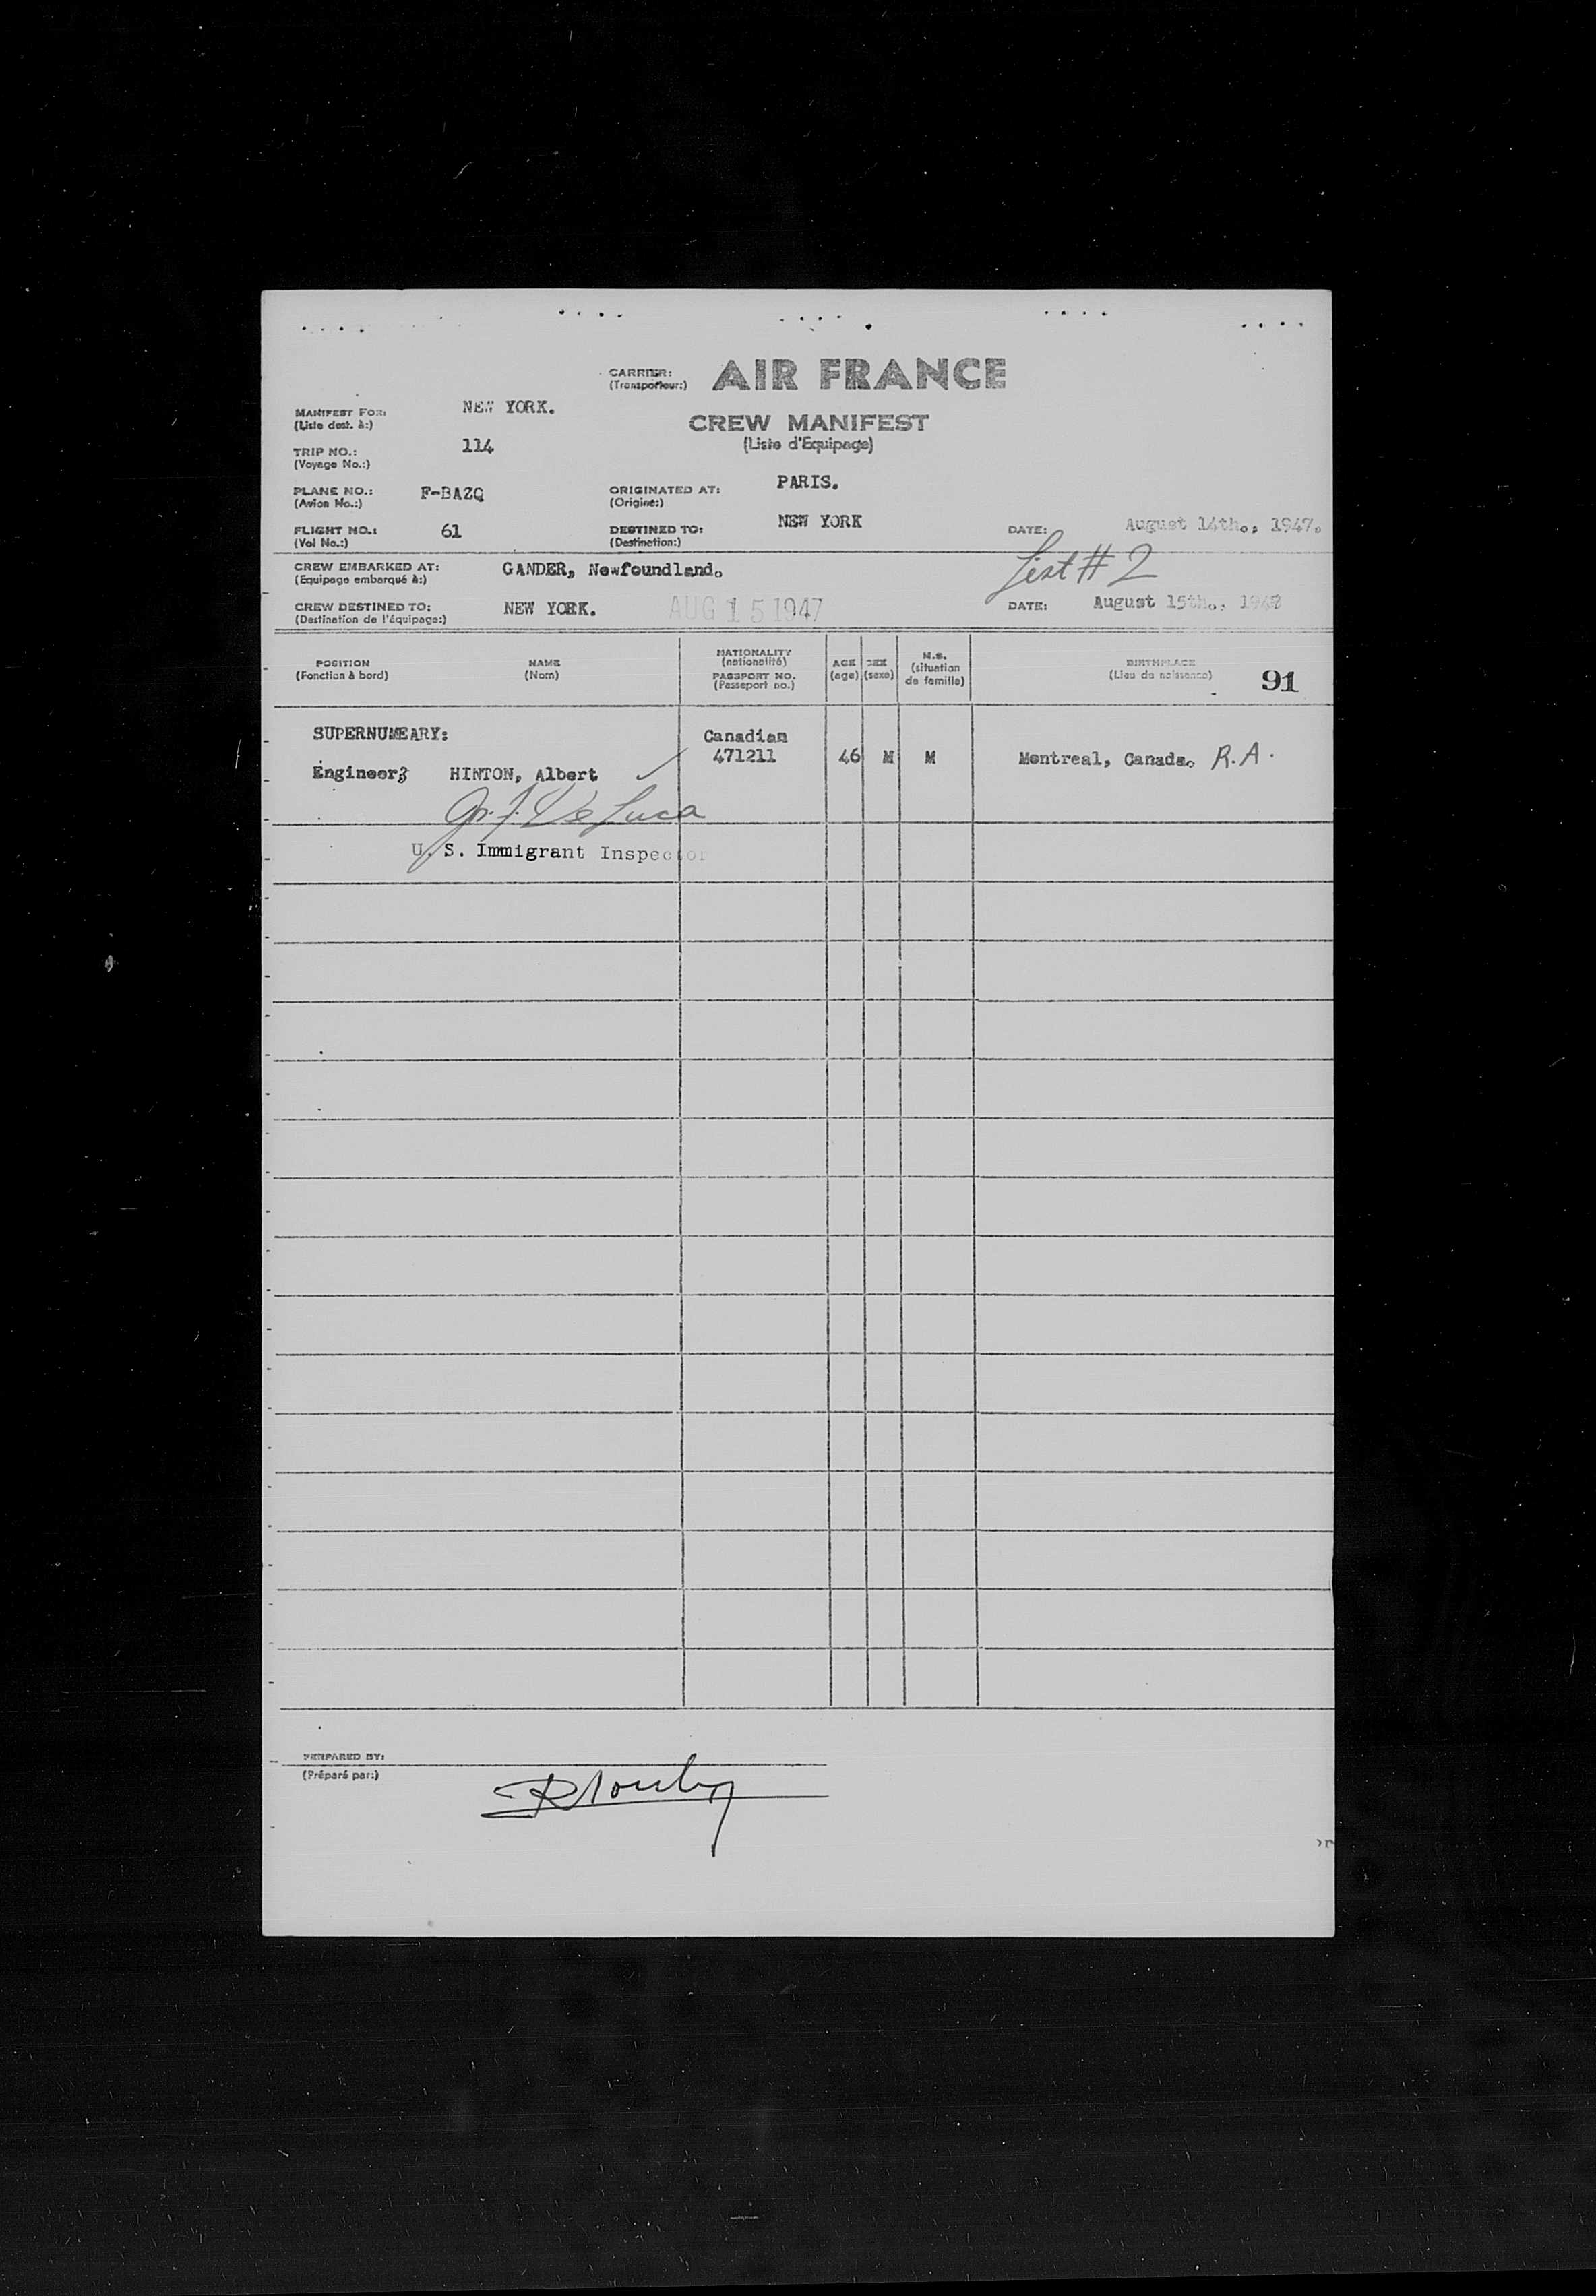 CARRIER: AIR FRANCE
(Transporteur:)
MANIFEST FOR: NEW YORK.
(Liste dest. à:)
CREW MANIFEST
(Liste d'Equipage)
TRIP NO.: 114
(Voyage No.:)
PLANE NO.: F-BAZQ
(Avion No.:)
ORIGINATED AT: PARIS.
(Origine:)
FLIGHT NO.: 61
(Vol No.:)
DESTINED TO: NEW YORK
(Destination:)
DATE: August 14th., 1947.
CREW EMBARKED AT: GANDER, Newfoundland.
(Equipage embarqué à:)
List # 2
CREW DESTINED TO: NEW YORK.
(Destination de l'équipage:)
AUG 15 1947
DATE: August 15th.,
POSITION
(Fonction à bord)
NAME
(Nom)
NATIONALITY
(nationalité)
PASSPORT NO.
(Passeport no.)
AGE
(age)
SEX
(sexe)
M.S.
(situation
de famille)
BIRTHPLACE
(Lieu de naissance)
91
SUPERNUMEARY:
Engineer; HINTON, Albert
Canadian
471211
46 M M Montreal, Canada. R.A.
De Luca
U. S. Immigrant Inspector
PERPARED BY:
(Préparé par:)